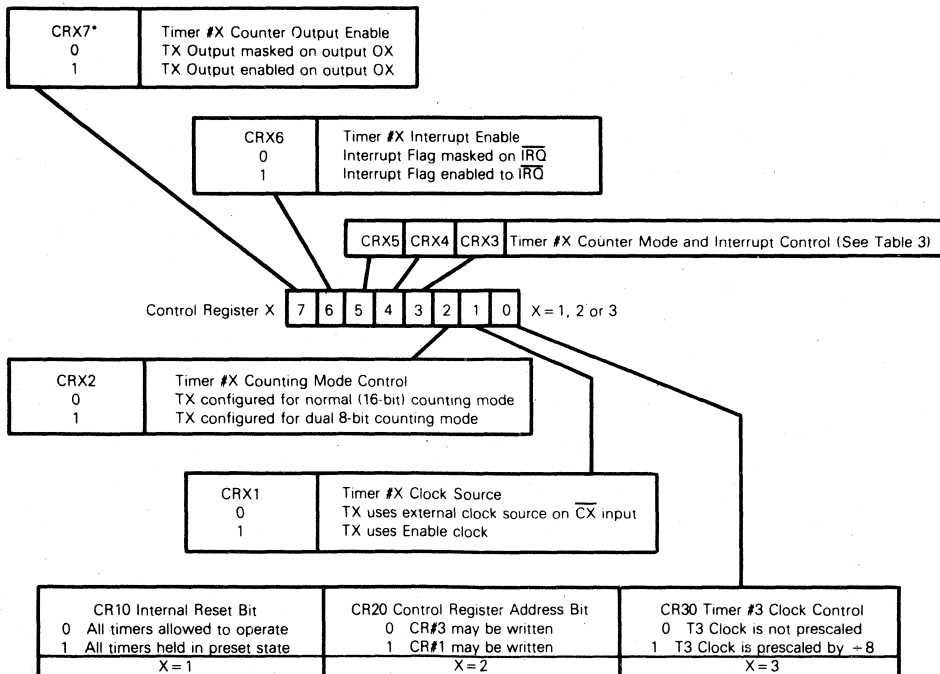 CRX7* Timer #X Counter Output Enable
0 TX Output masked on output OX
1 TX Output enabled on output OX
CRX6 Timer #X Interrupt Enable
0 Interrupt Flag masked on I̅R̅Q̅
1 Interrupt Flag enabled to I̅R̅Q̅
CRX5 CRX4 CRX3 Timer #X Counter Mode and Interrupt Control (See Table 3)
Control Register X 7 6 5 4 3 2 1 0 X = 1, 2 or 3
CRX2 Timer #X Counting Mode Control
0 TX configured for normal (16-bit) counting mode
1 TX configured for dual 8-bit counting mode
CRX1 Timer #X Clock Source
0 TX uses external clock source on C̅X̅ input
1 TX uses Enable clock
CR10 Internal Reset Bit
0 All timers allowed to operate
1 All timers held in preset state
X = 1
CR20 Control Register Address Bit
0 CR#3 may be written
1 CR#1 may be written
X = 2
CR30 Timer #3 Clock Control
0 T3 Clock is not prescaled
1 T3 Clock is prescaled by ÷8
X = 3